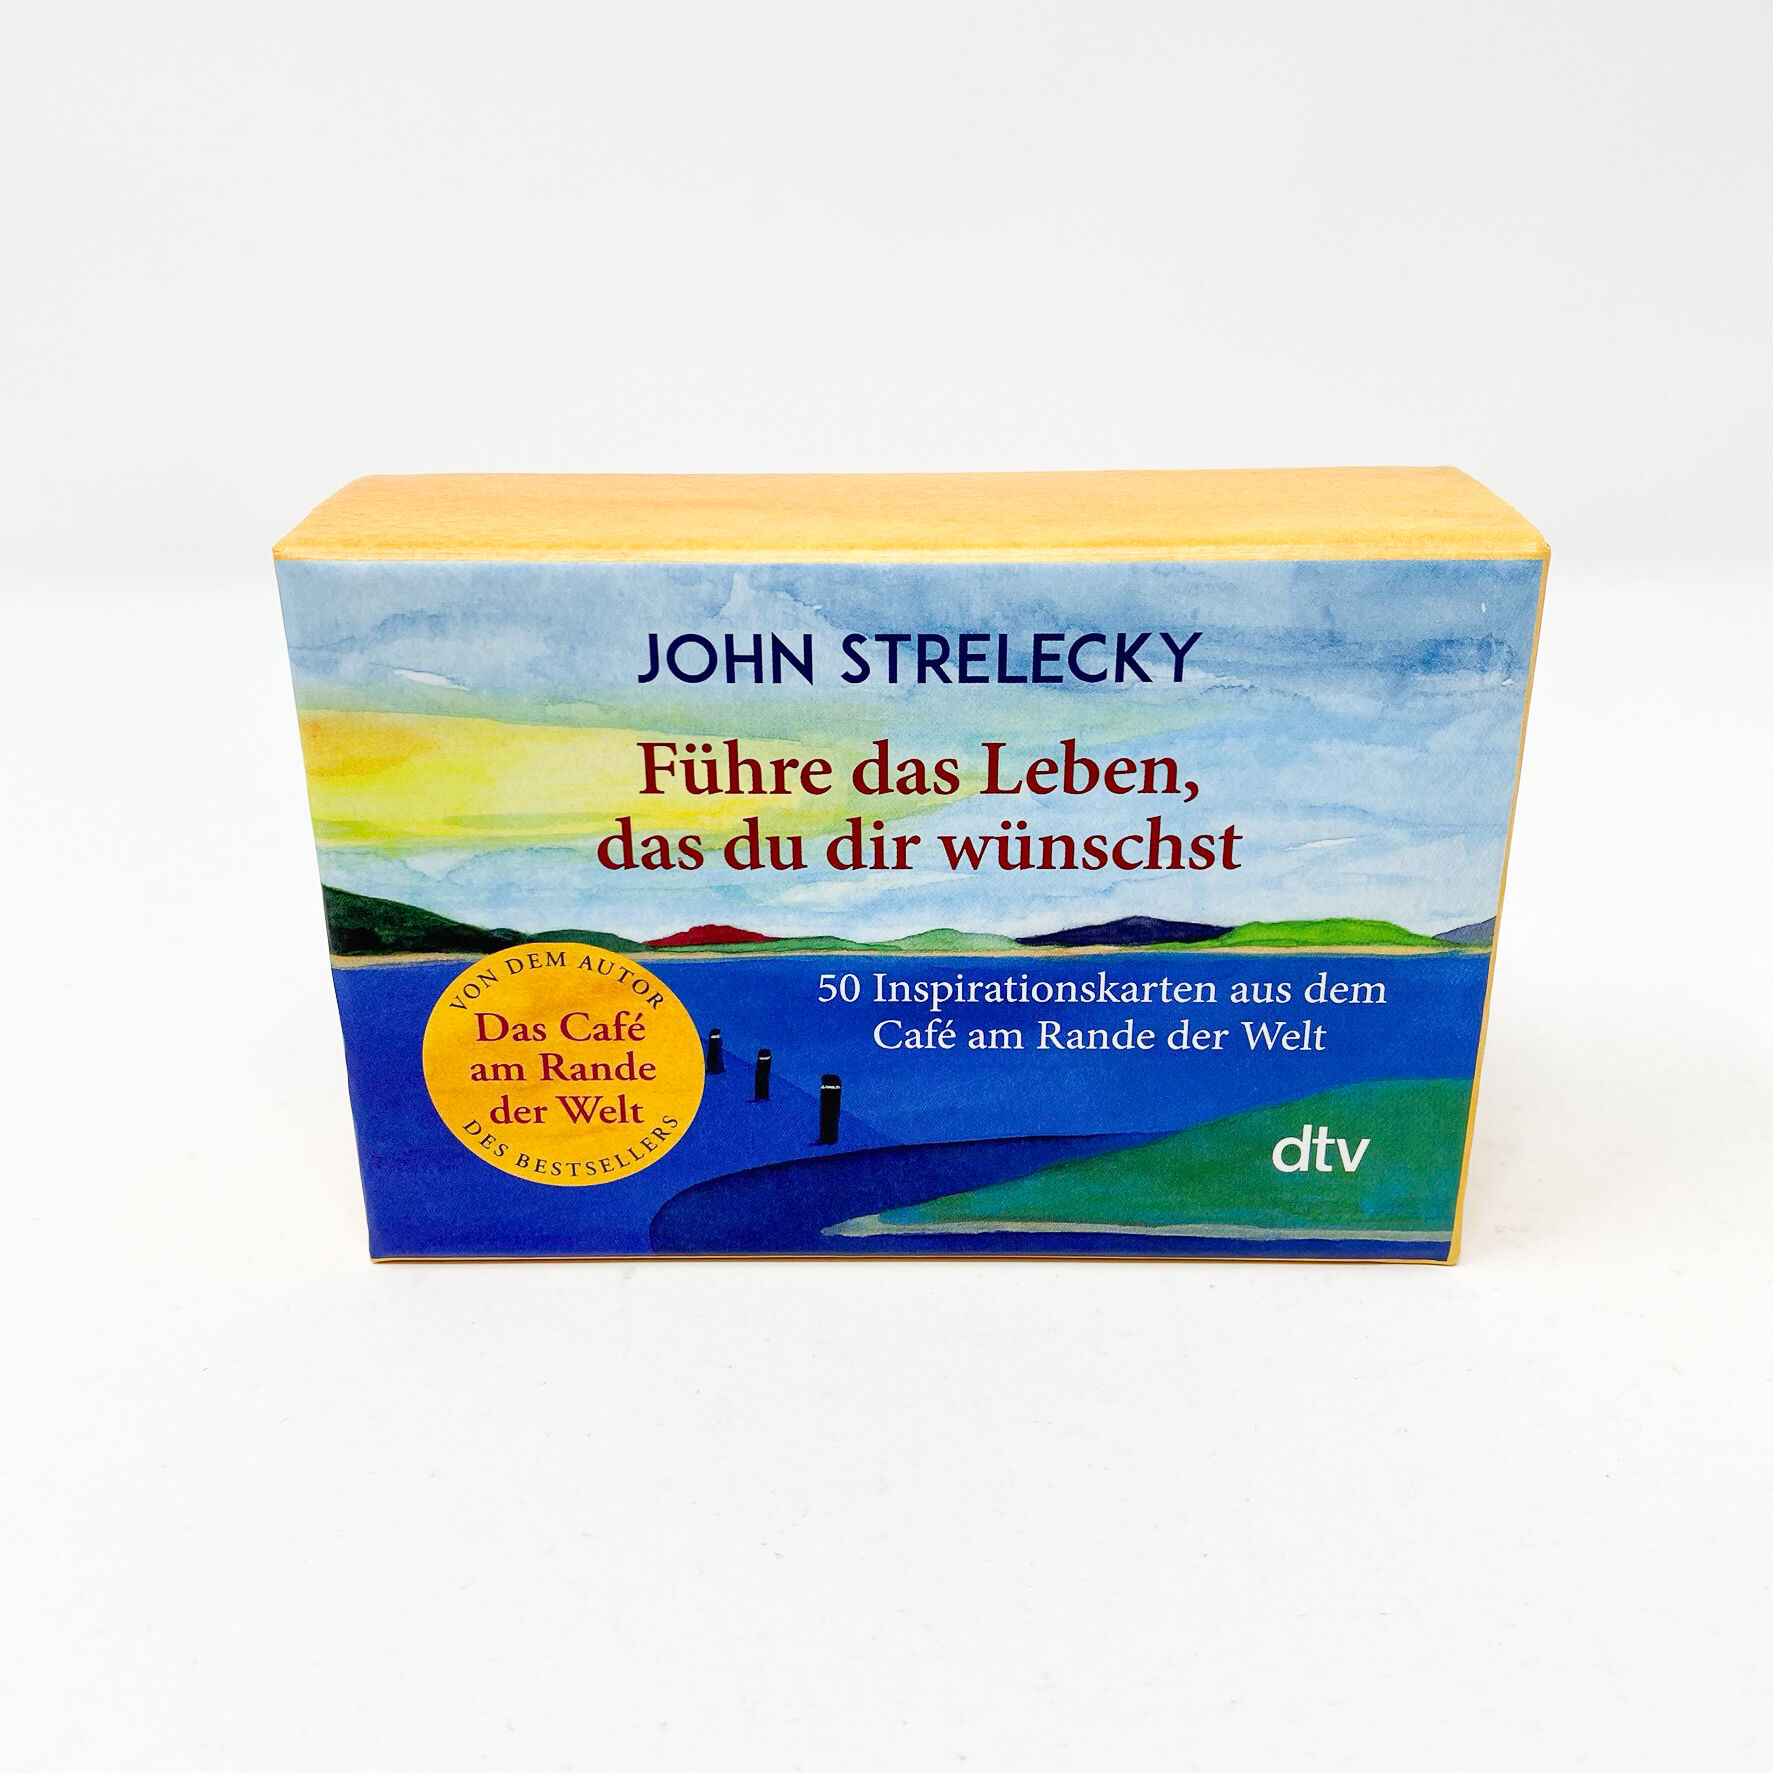 JOHN STRELECKY
Führe das Leben,
das du dir wünschst
50 Inspirationskarten aus dem
Café am Rande der Welt
VON DEM AUTOR
Das Café
am Rande
der Welt
DES BESTSELLERS
dtv